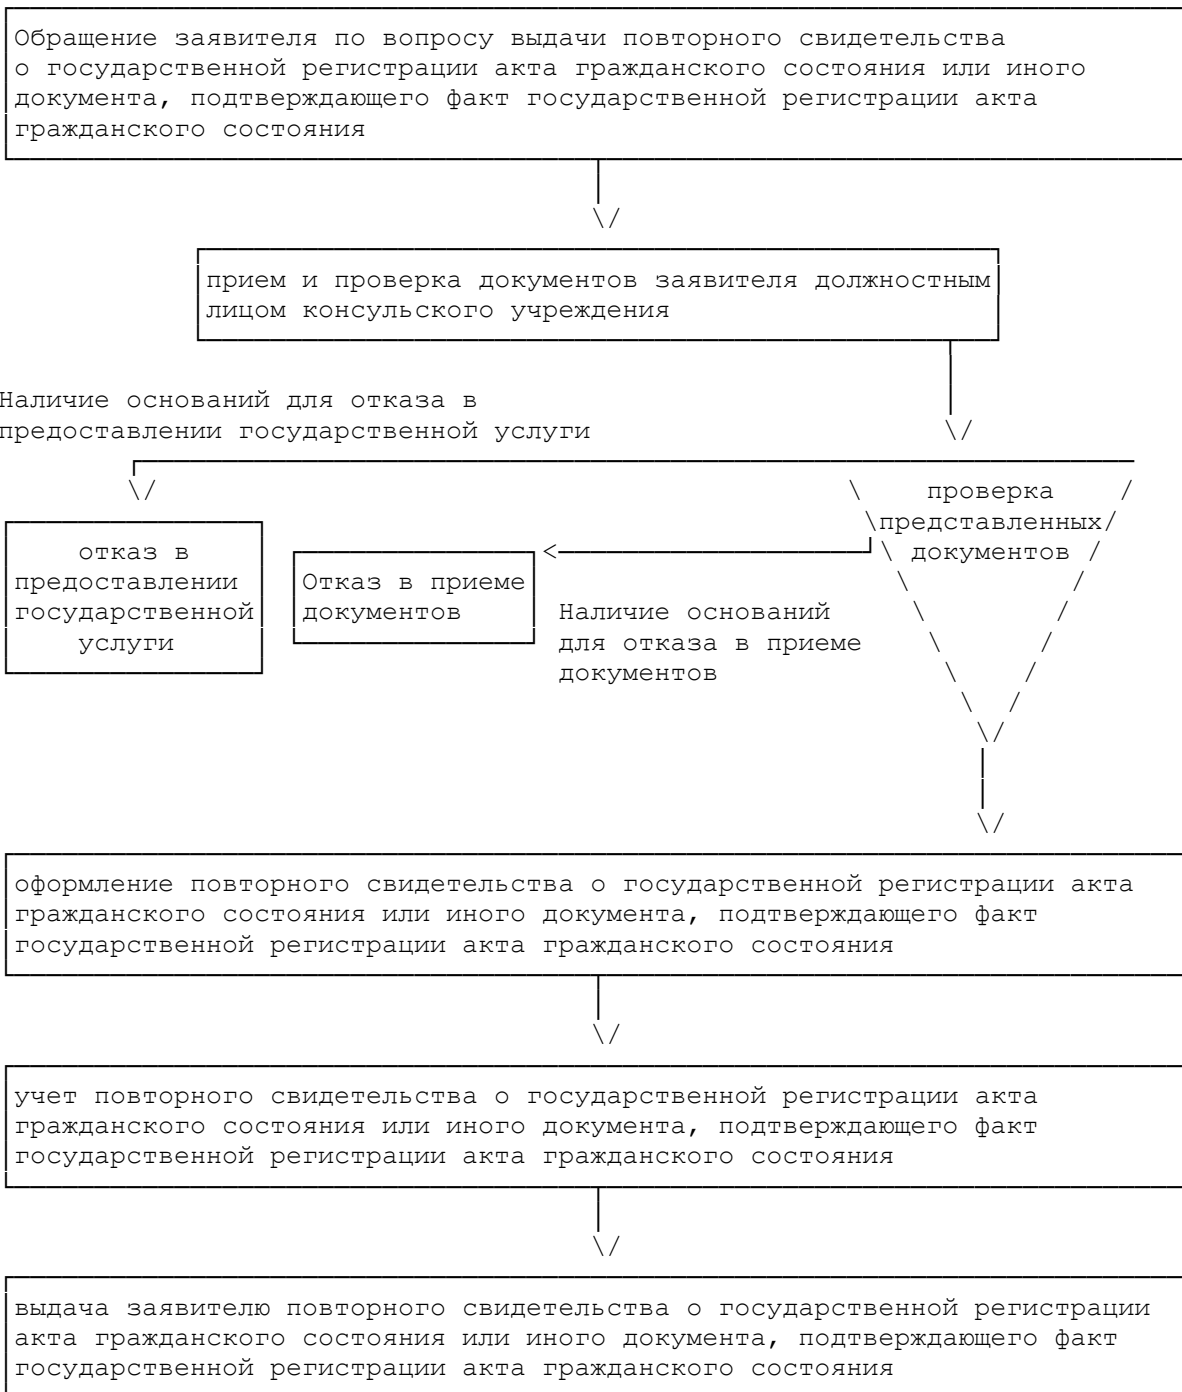 Обращение заявителя по вопросу выдачи повторного свидетельства
о государственной регистрации акта гражданского состояния или иного
документа, подтверждающего факт государственной регистрации акта
гражданского состояния
прием и проверка документов заявителя должностным
лицом консульского учреждения
Наличие оснований для отказа в
предоставлении государственной услуги
проверка
представленных
документов
отказ в
предоставлении
государственной
услуги
Отказ в приеме
документов
Наличие оснований
для отказа в приеме
документов
оформление повторного свидетельства о государственной регистрации акта
гражданского состояния или иного документа, подтверждающего факт
государственной регистрации акта гражданского состояния
учет повторного свидетельства о государственной регистрации акта
гражданского состояния или иного документа, подтверждающего факт
государственной регистрации акта гражданского состояния
выдача заявителю повторного свидетельства о государственной регистрации
акта гражданского состояния или иного документа, подтверждающего факт
государственной регистрации акта гражданского состояния